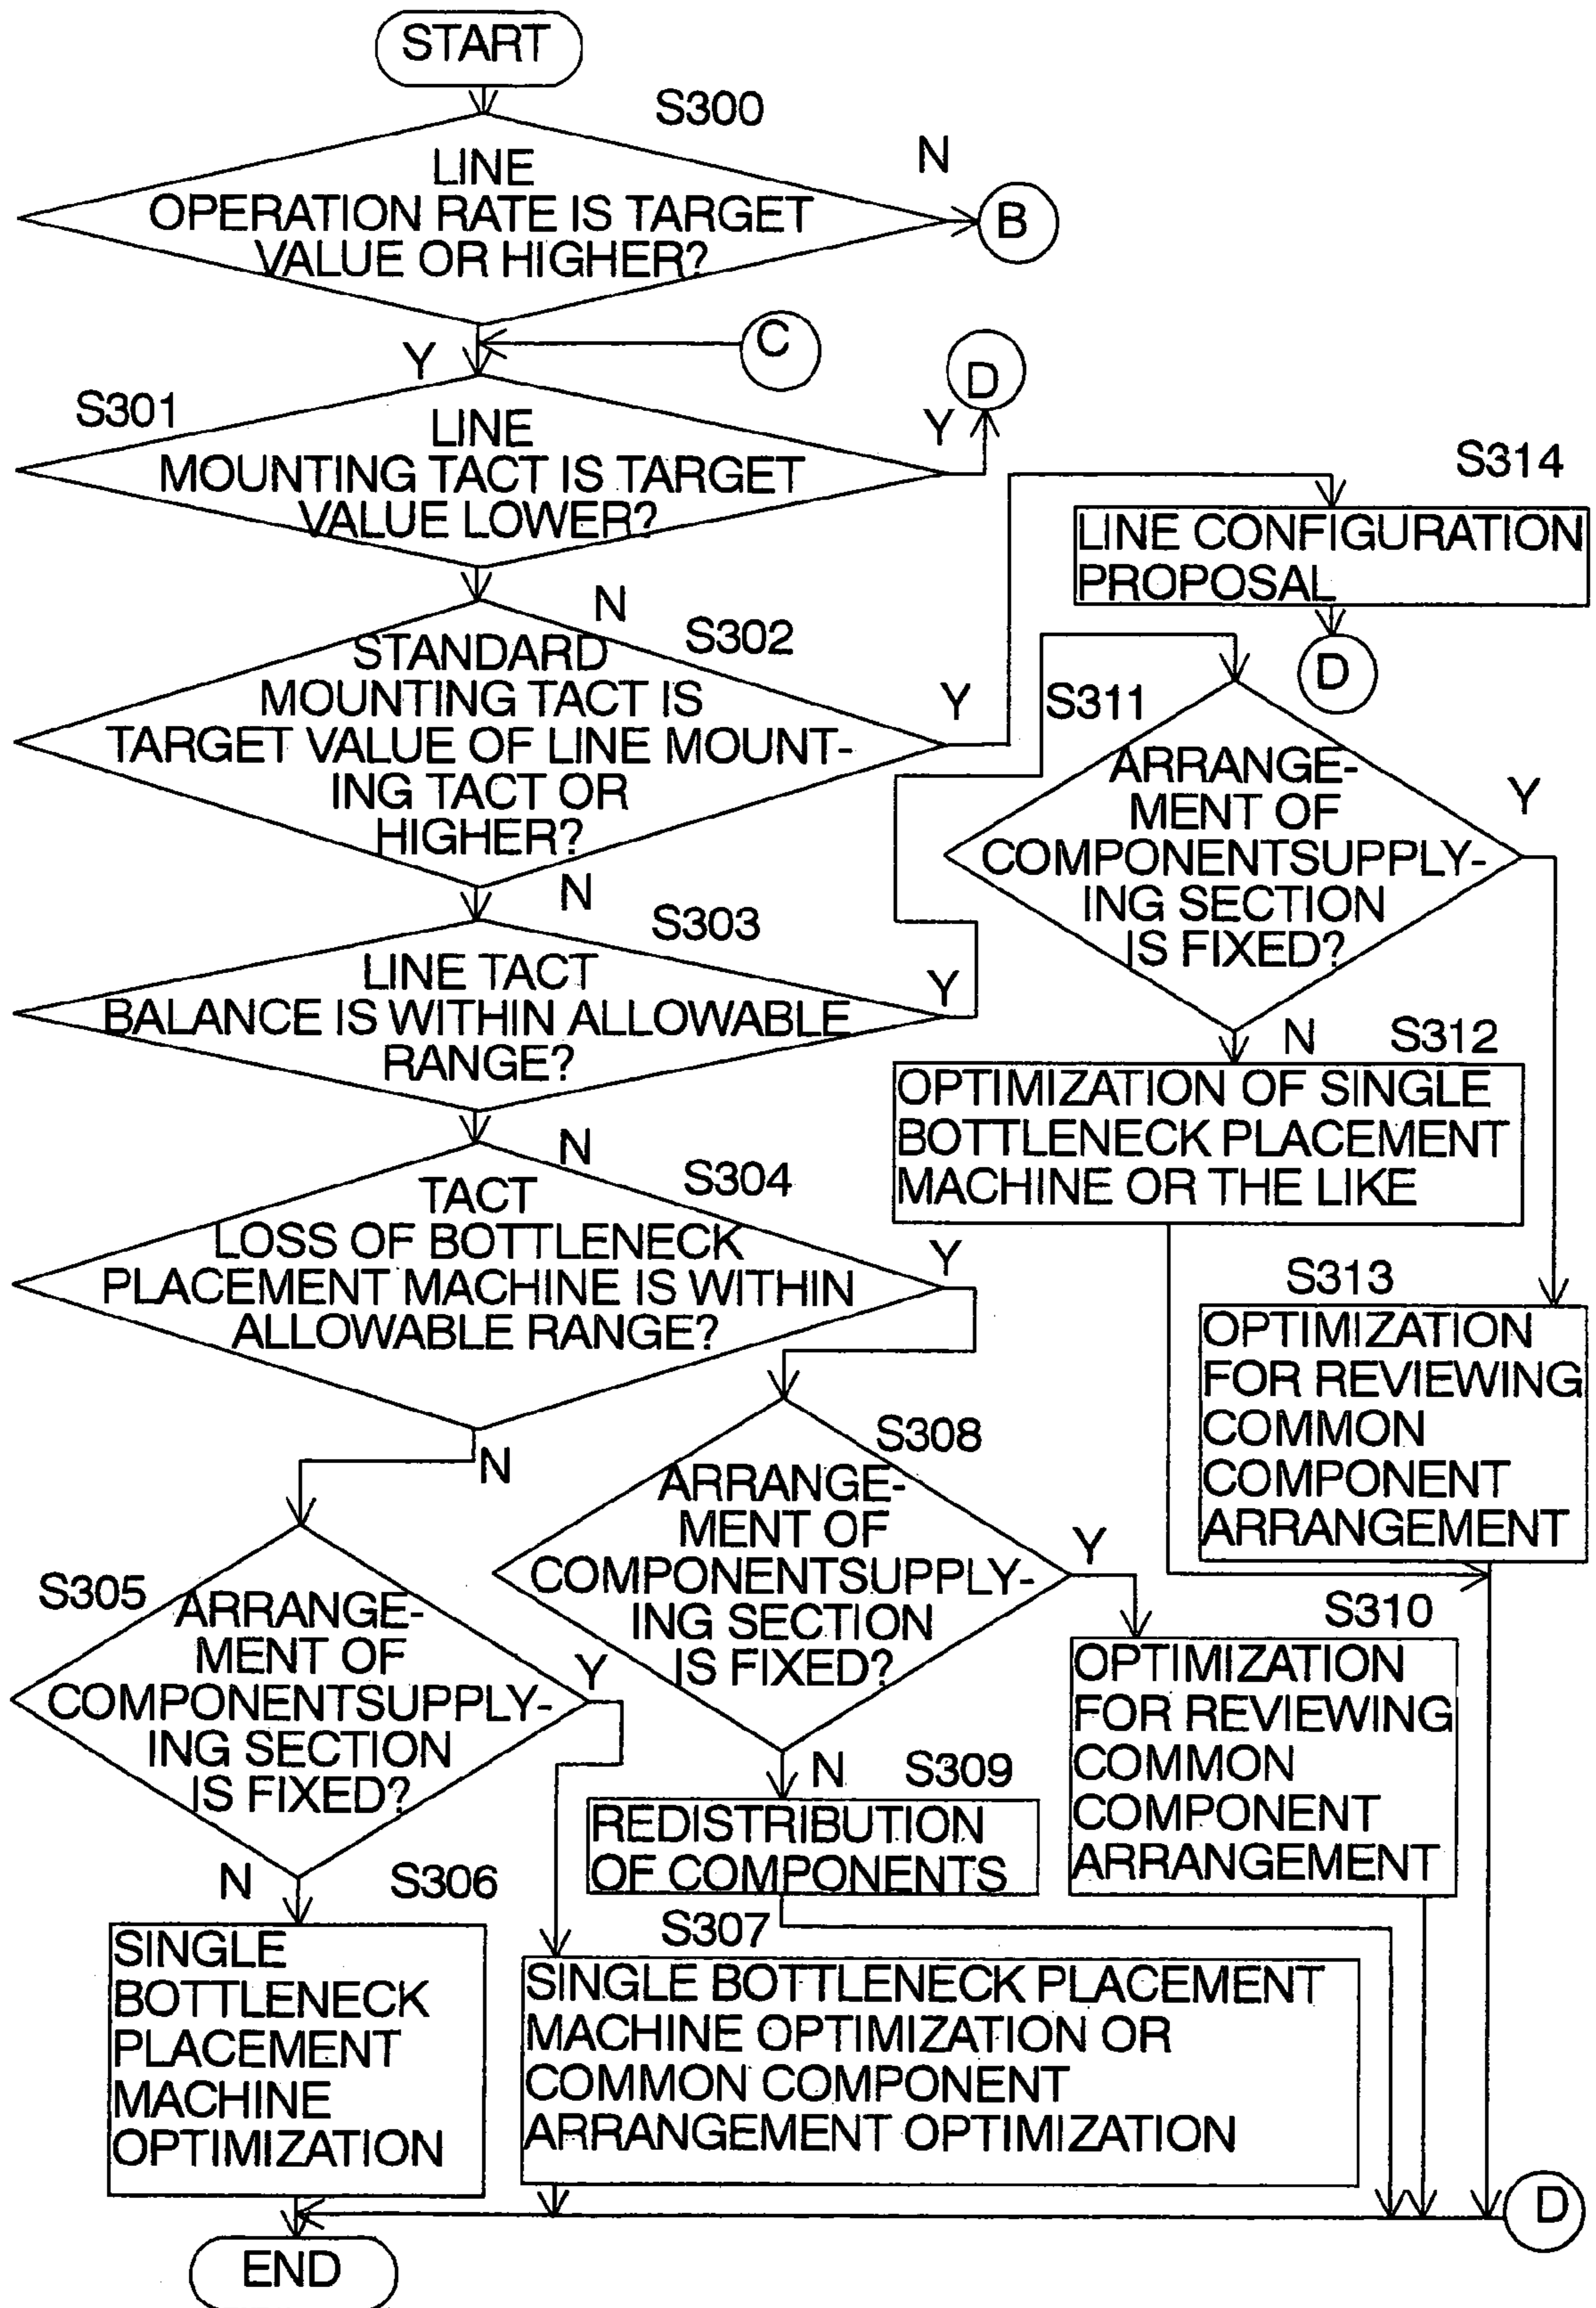 START
S300
N
LINE
OPERATION RATE IS TARGET
VALUE OR HIGHER?
B
C
Y
D
S301
LINE
MOUNTING TACT IS TARGET
VALUE LOWER?
Y
S314
LINE CONFIGURATION
PROPOSAL
D
N
S302
STANDARD
MOUNTING TACT IS
TARGET VALUE OF LINE MOUNT-
ING TACT OR
HIGHER?
Y
S311
ARRANGE-
MENT OF
COMPONENTSUPPLY-
ING SECTION
IS FIXED?
Y
N
S303
LINE TACT
BALANCE IS WITHIN ALLOWABLE
RANGE?
Y
N
S312
OPTIMIZATION OF SINGLE
BOTTLENECK PLACEMENT
MACHINE OR THE LIKE
N
S304
TACT
LOSS OF BOTTLENECK
PLACEMENT MACHINE IS WITHIN
ALLOWABLE RANGE?
Y
S313
OPTIMIZATION
FOR REVIEWING
COMMON
COMPONENT
ARRANGEMENT
N
S308
ARRANGE-
MENT OF
COMPONENTSUPPLY-
ING SECTION
IS FIXED?
Y
S305
ARRANGE-
MENT OF
COMPONENTSUPPLY-
ING SECTION
IS FIXED?
Y
S310
OPTIMIZATION
FOR REVIEWING
COMMON
COMPONENT
ARRANGEMENT
N
S309
REDISTRIBUTION
OF COMPONENTS
N
S306
SINGLE
BOTTLENECK
PLACEMENT
MACHINE
OPTIMIZATION
S307
SINGLE BOTTLENECK PLACEMENT
MACHINE OPTIMIZATION OR
COMMON COMPONENT
ARRANGEMENT OPTIMIZATION
D
END